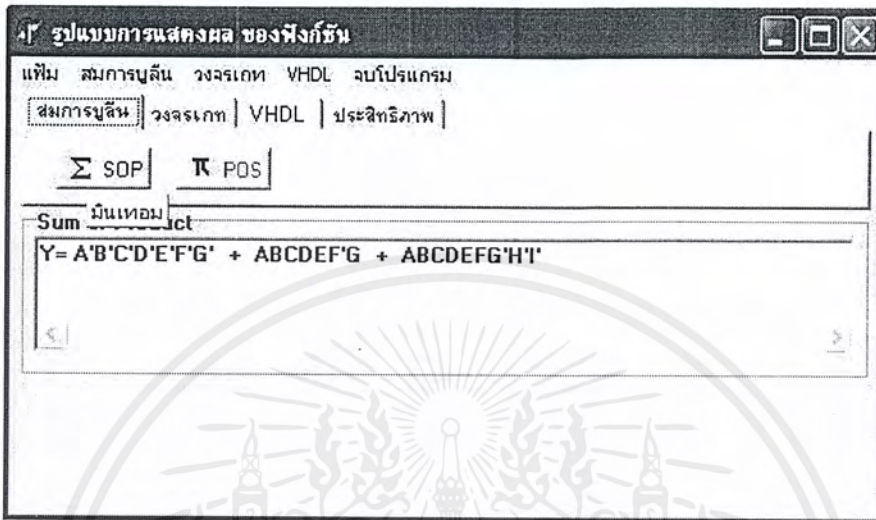 รูปแบบการแสดงผล ของฟังก์ชัน
แฟ้ม สมการบูลีน วงจรเกท VHDL จบโปรแกรม
สมการบูลีน วงจรเกท VHDL ประสิทธิภาพ
Σ SOP π POS
มินเทอม
Sum uct
Y= A'B'C'D'E'F'G' + ABCDEF'G + ABCDEFG'H'I'